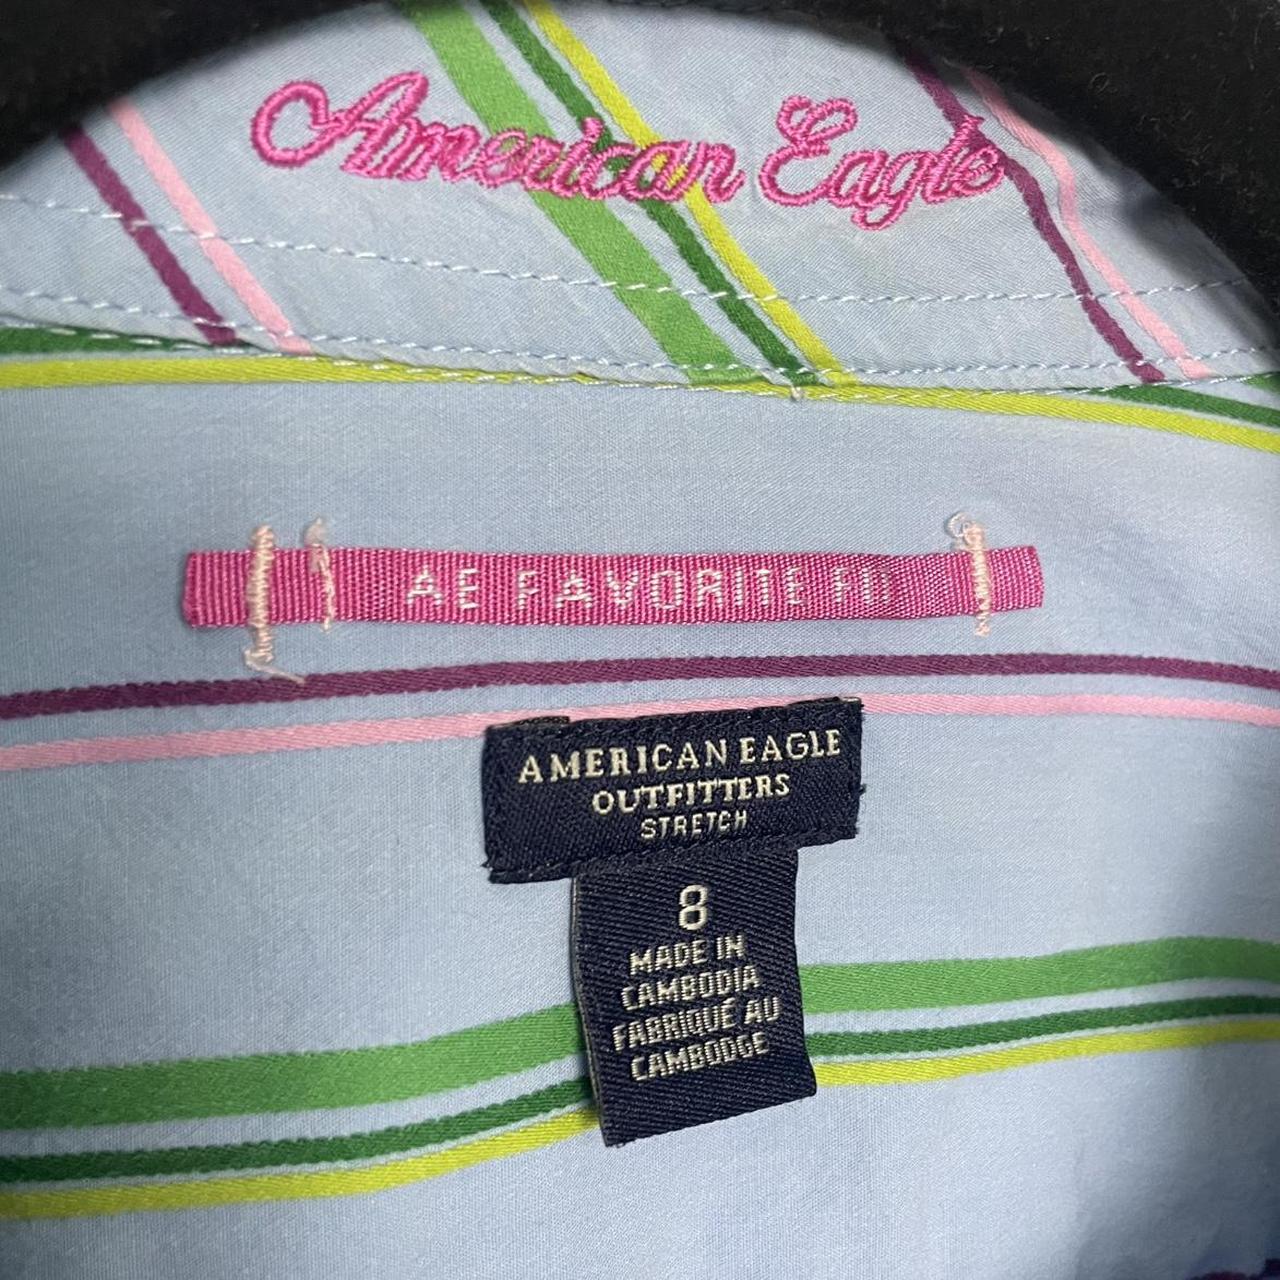 American Eagle
AE FAVORITE FIT
AMERICAN EAGLE
OUTFITTERS
STRETCH
8
MADE IN
CAMBODIA
FABRIQUÉ AU
CAMBODGE